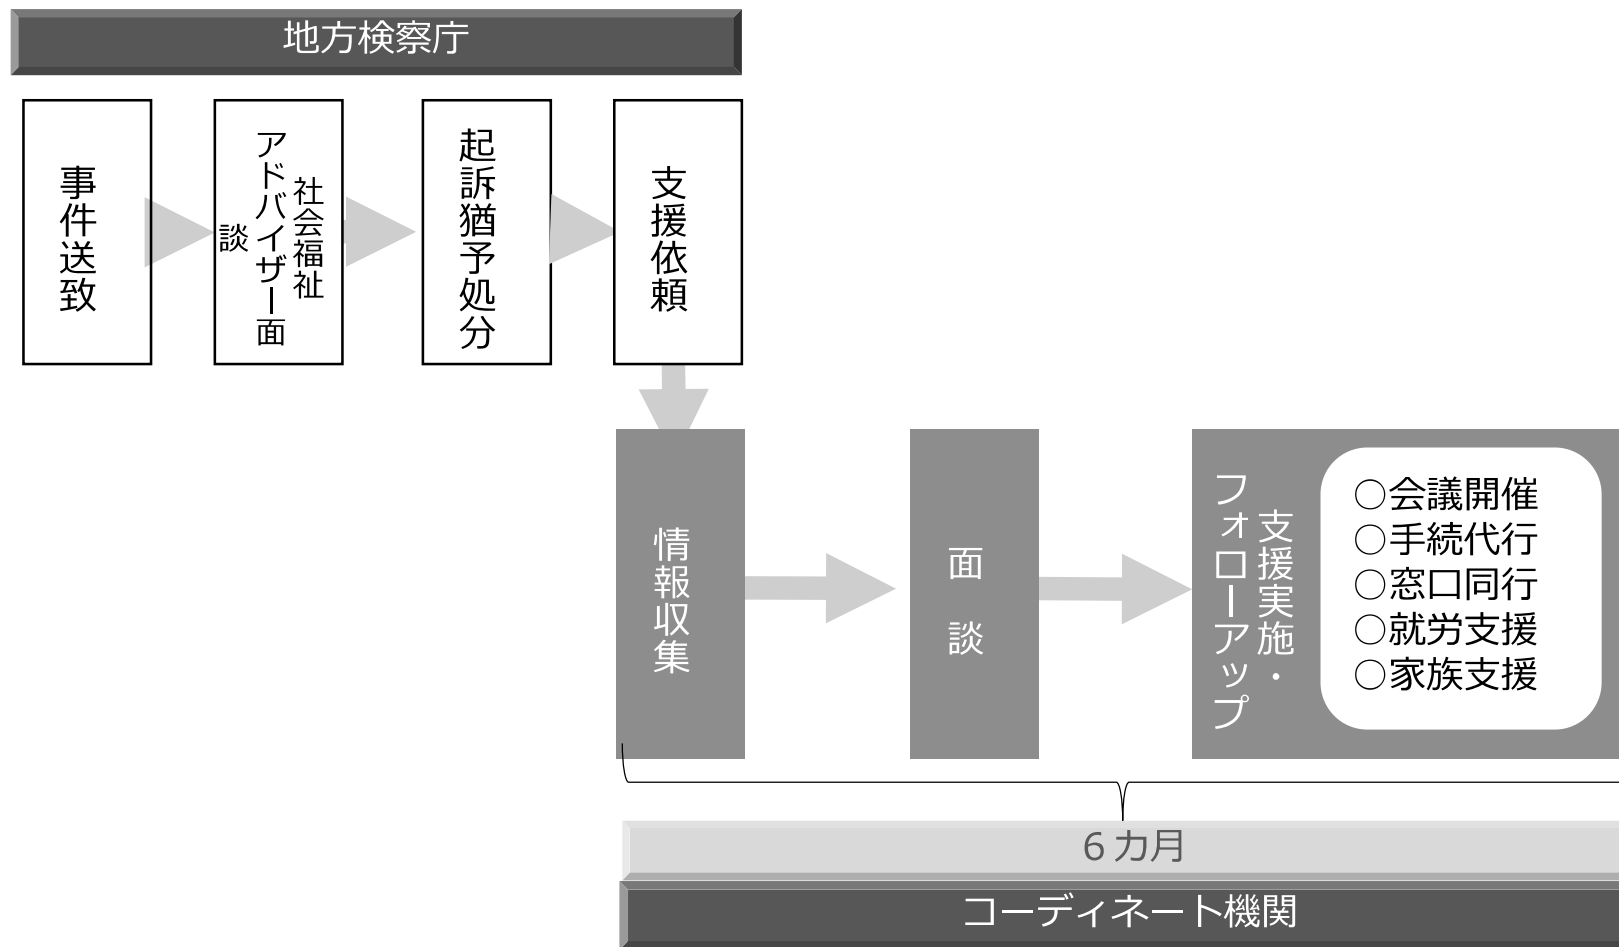 地方検察庁
事件送致
社会福祉
アドバイザー面
談
起訴猶予処分
支援依頼
情報収集
面談
支援実施・
フォローアップ
○会議開催
○手続代行
○窓口同行
○就労支援
○家族支援
６カ月
コーディネート機関